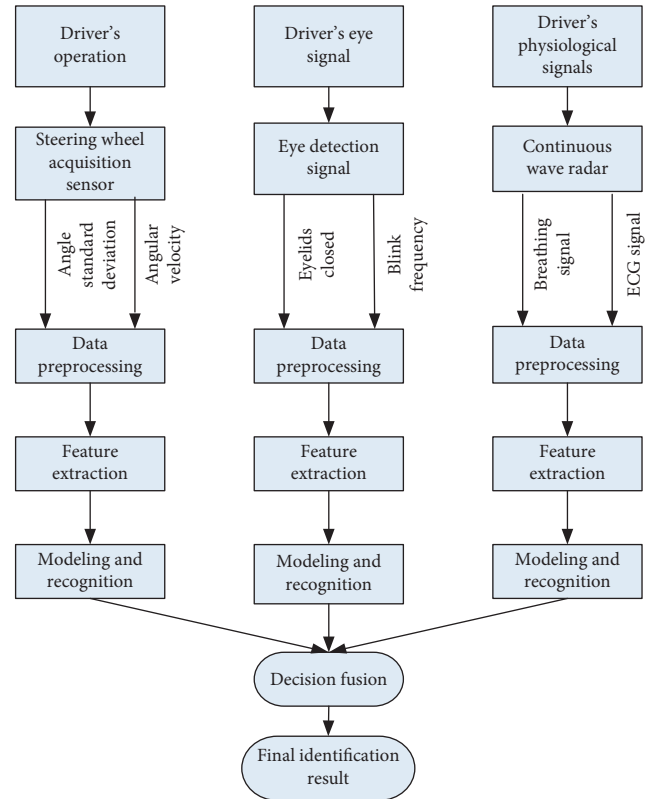 Driver's
operation
Driver's eye
signal
Driver's
physiological
signals
Steering wheel
acquisition
sensor
Eye detection
signal
Continuous
wave radar
Angle
standard
deviation
Angular
velocity
Eyelids
closed
Blink
frequency
Breathing
signal
ECG signal
Data
preprocessing
Data
preprocessing
Data
preprocessing
Feature
extraction
Feature
extraction
Feature
extraction
Modeling and
recognition
Modeling and
recognition
Modeling and
recognition
Decision fusion
Final identification
result